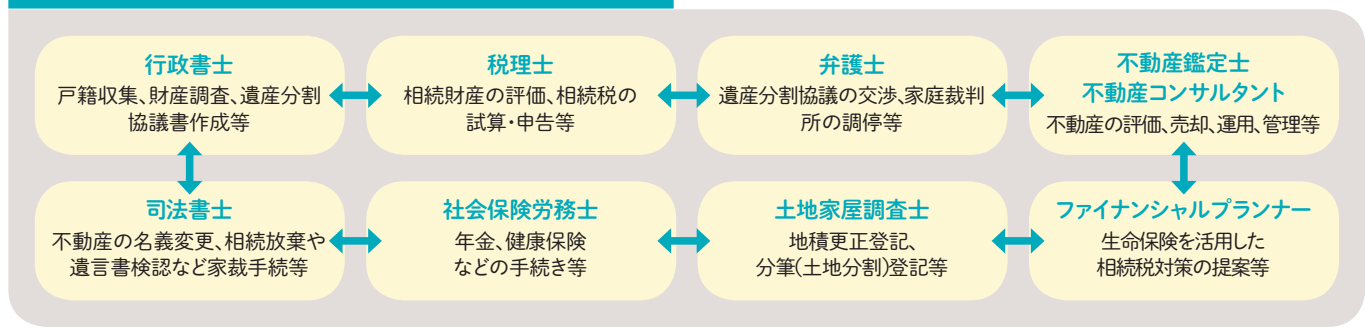 行政書士
戸籍収集、財産調査、遺産分割
協議書作成等
税理士
相続財産の評価、相続税の
試算・申告等
弁護士
遺産分割協議の交渉、家庭裁判
所の調停等
不動産鑑定士
不動産コンサルタント
不動産の評価、売却、運用、管理等
司法書士
不動産の名義変更、相続放棄や
遺言書検認など家裁手続等
社会保険労務士
年金、健康保険
などの手続き等
土地家屋調査士
地積更正登記、
分筆(土地分割)登記等
ファイナンシャルプランナー
生命保険を活用した
相続税対策の提案等